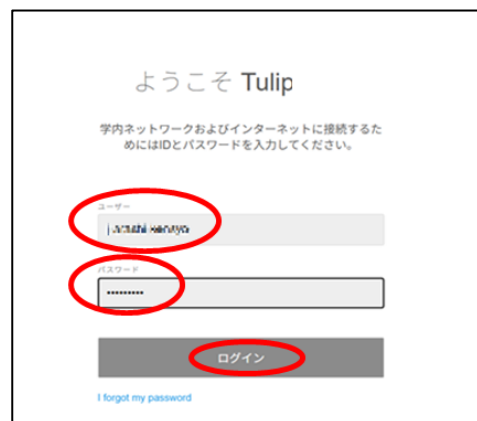 ようこそ Tulip
学内ネットワークおよびインターネットに接続するた
めにはIDとパスワードを入力してください。
ユーザー
パスワード
•••••••••
ログイン
I forgot my password